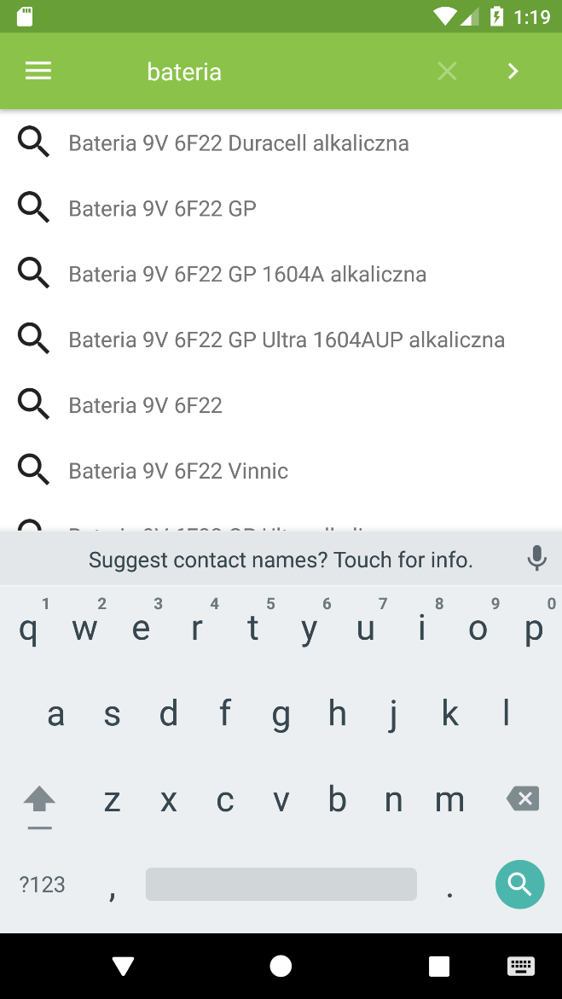 1:19
bateria
Bateria 9V 6F22 Duracell alkaliczna
Bateria 9V 6F22 GP
Bateria 9V 6F22 GP 1604A alkaliczna
Bateria 9V 6F22 GP Ultra 1604AUP alkaliczna
Bateria 9V 6F22
Bateria 9V 6F22 Vinnic
Suggest contact names? Touch for info.
1 2 3 4 5 6 7 8 9 0
q w e r t y u i o p
a s d f g h j k l
z x c v b n m
?123 , .